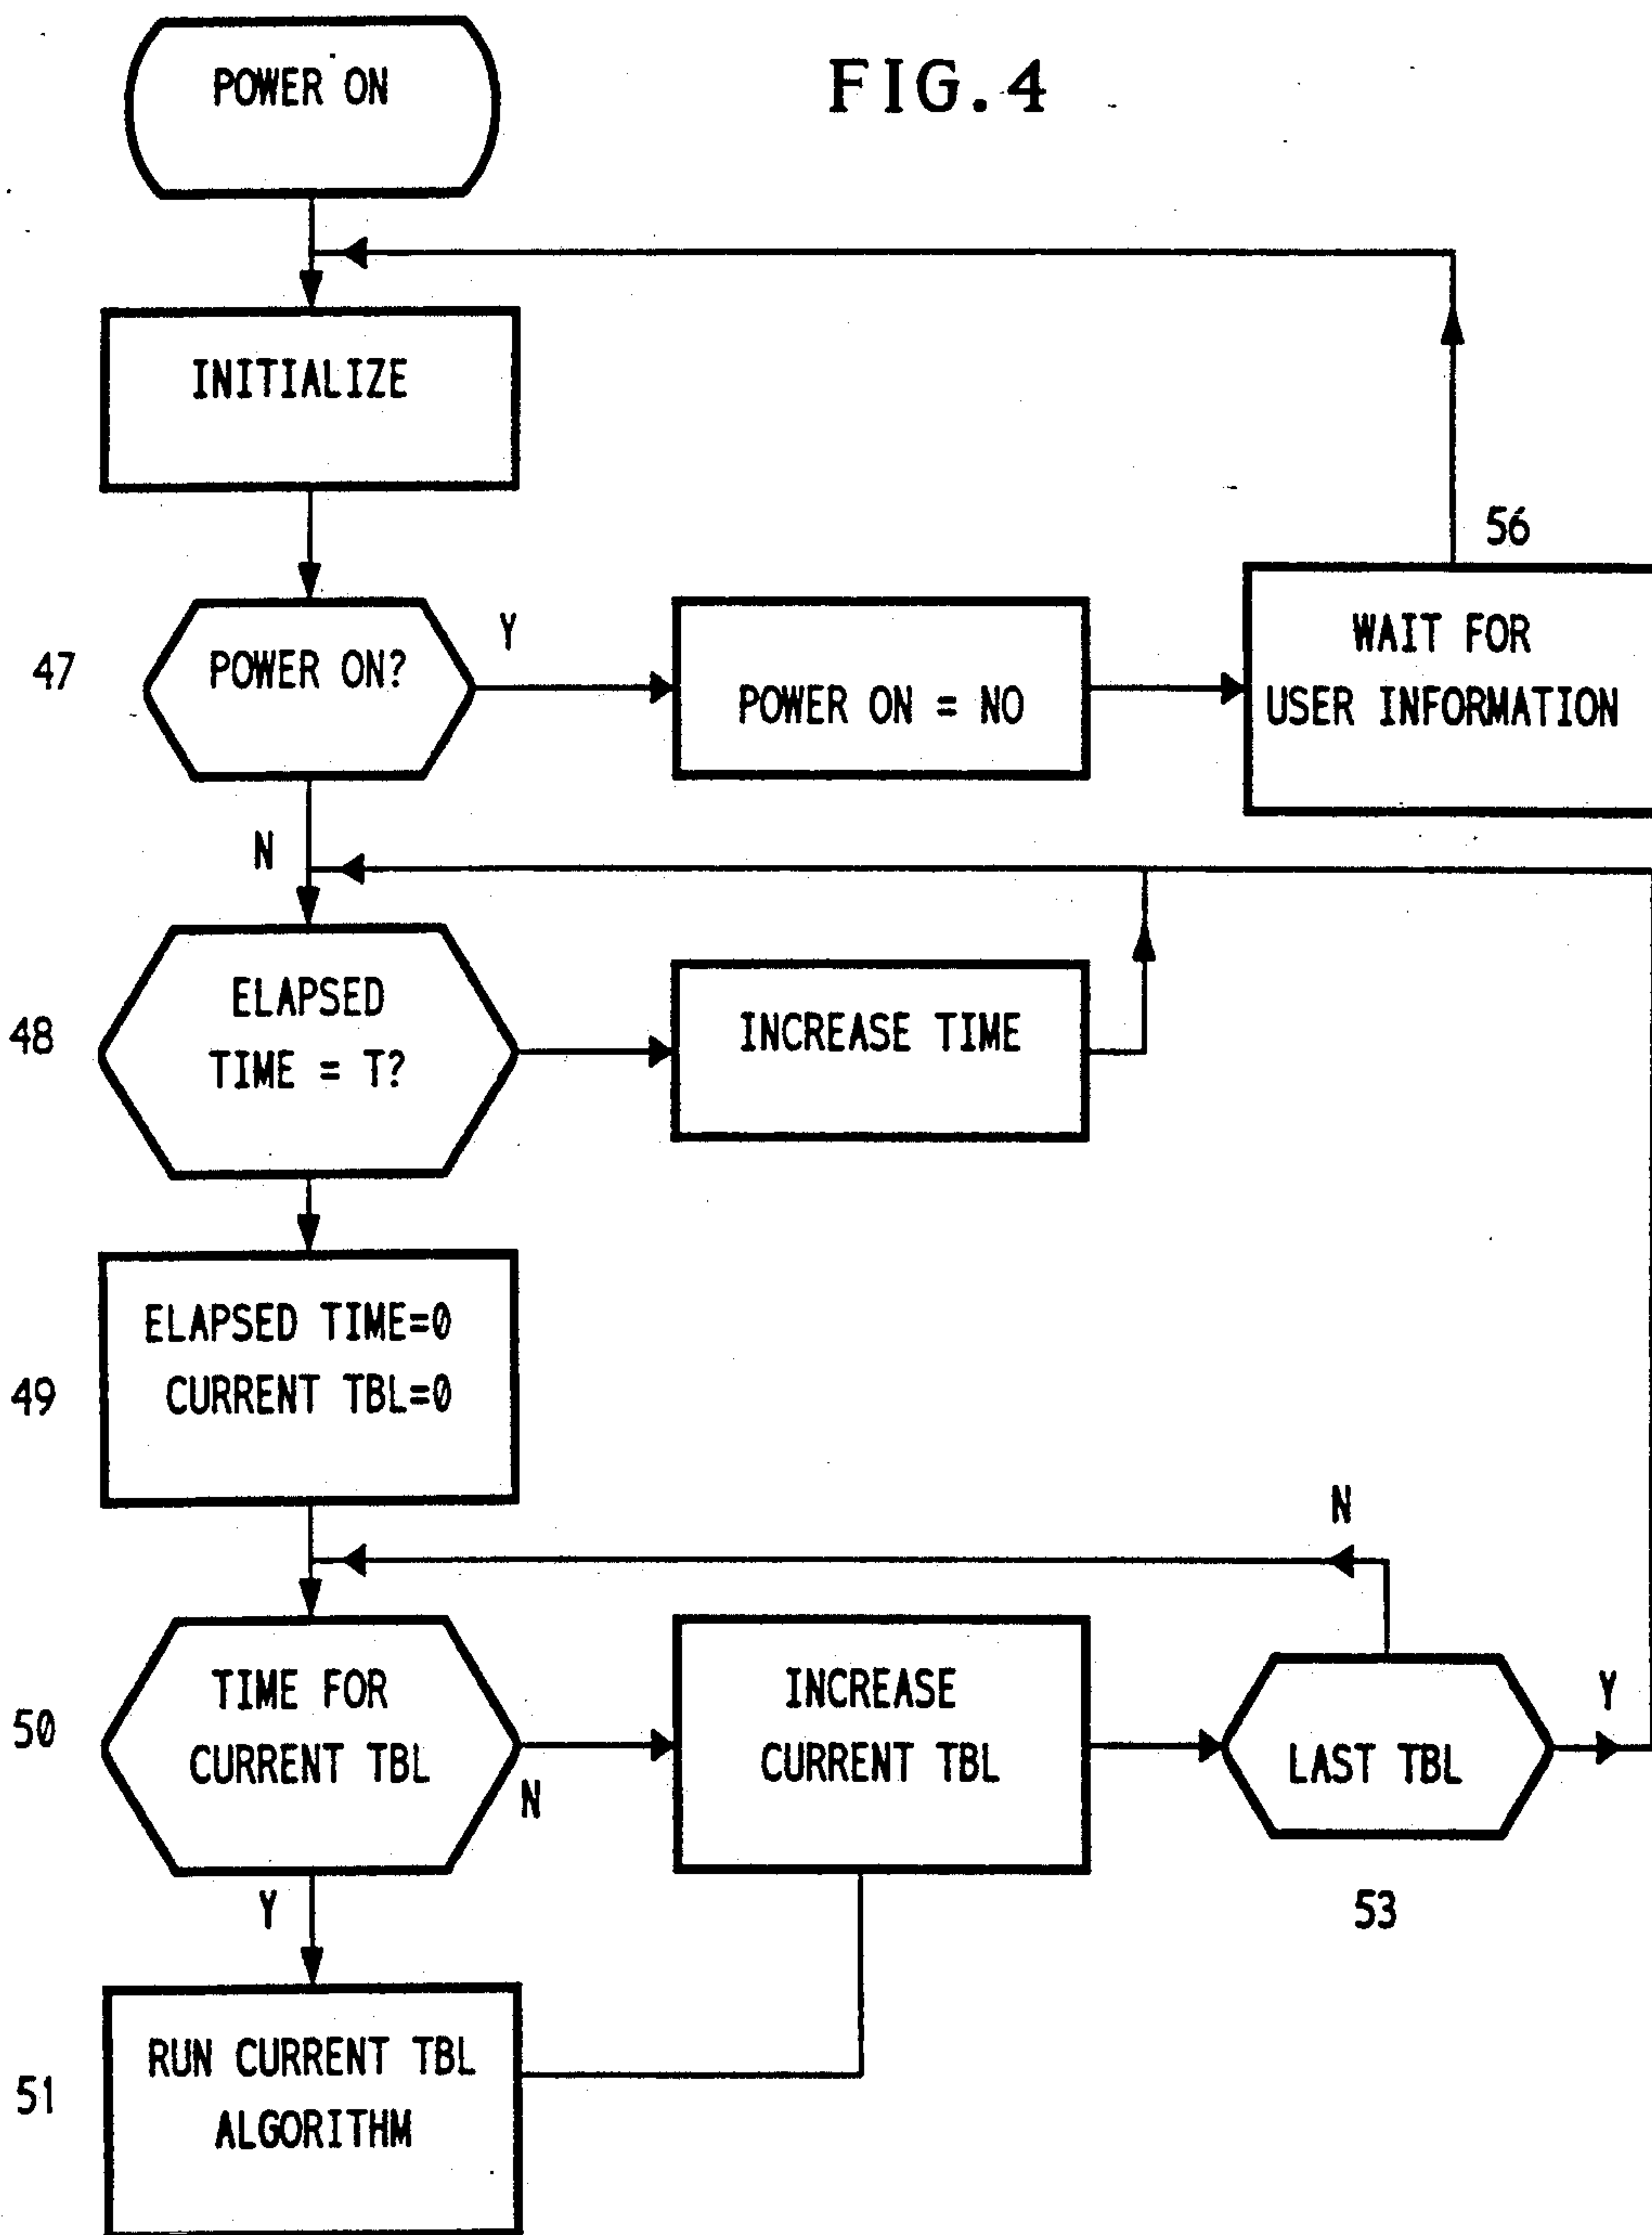 POWER ON
FIG.4
INITIALIZE
56
47
POWER ON?
Y
POWER ON = NO
WAIT FOR
USER INFORMATION
N
48
ELAPSED
TIME = T?
INCREASE TIME
49
ELAPSED TIME=0
CURRENT TBL=0
N
50
TIME FOR
CURRENT TBL
N
INCREASE
CURRENT TBL
LAST TBL
Y
53
Y
51
RUN CURRENT TBL
ALGORITHM